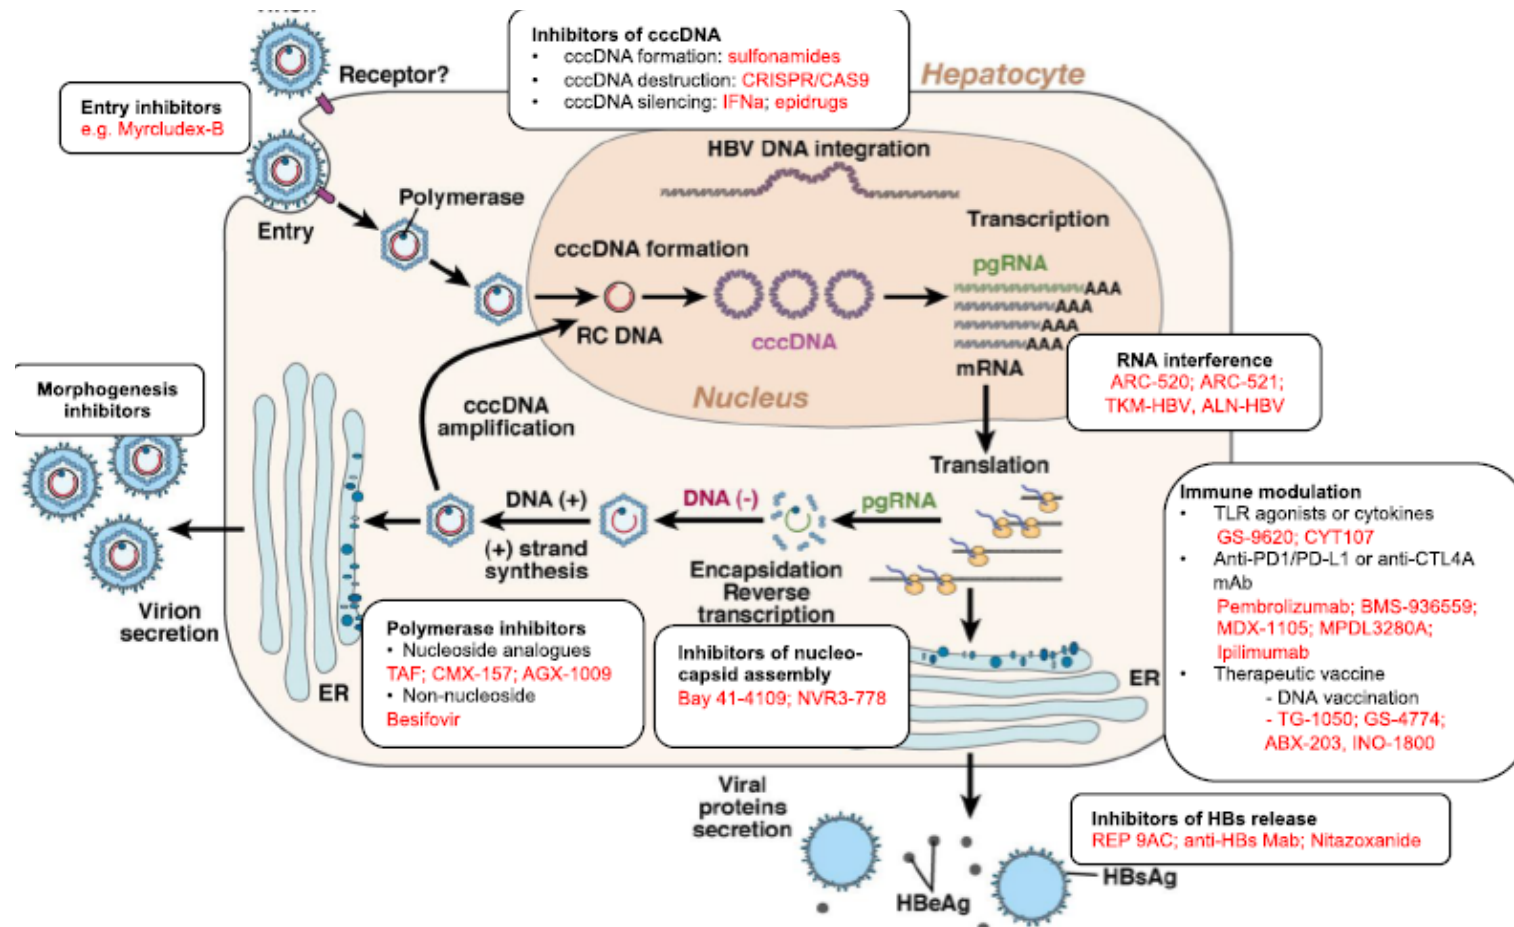 Receptor?
Entry inhibitors
e.g. Myrcludex-B
Inhibitors of cccDNA
• cccDNA formation: sulfonamides
• cccDNA destruction: CRISPR/CAS9
• cccDNA silencing: IFNa; epidrugs
Hepatocyte
HBV DNA integration
Polymerase
Entry
Transcription
cccDNA formation
pgRNA
AAA
AAA
AAA
AAA
RC DNA
cccDNA
mRNA
Nucleus
RNA interference
ARC-520; ARC-521;
TKM-HBV, ALN-HBV
Morphogenesis
inhibitors
cccDNA
amplification
Translation
DNA (+)
DNA (-)
pgRNA
(+) strand
synthesis
Encapsidation
Reverse
transcription
Immune modulation
• TLR agonists or cytokines
GS-9620; CYT107
• Anti-PD1/PD-L1 or anti-CTL4A
mAb
Pembrolizumab; BMS-936559;
MDX-1105; MPDL3280A;
Ipilimumab
• Therapeutic vaccine
- DNA vaccination
- TG-1050; GS-4774;
ABX-203, INO-1800
Virion
secretion
ER
Polymerase inhibitors
• Nucleoside analogues
TAF; CMX-157; AGX-1009
• Non-nucleoside
Besifovir
Inhibitors of nucleo-
capsid assembly
Bay 41-4109; NVR3-778
ER
Viral
proteins
secretion
Inhibitors of HBs release
REP 9AC; anti-HBs Mab; Nitazoxanide
HBeAg
HBsAg